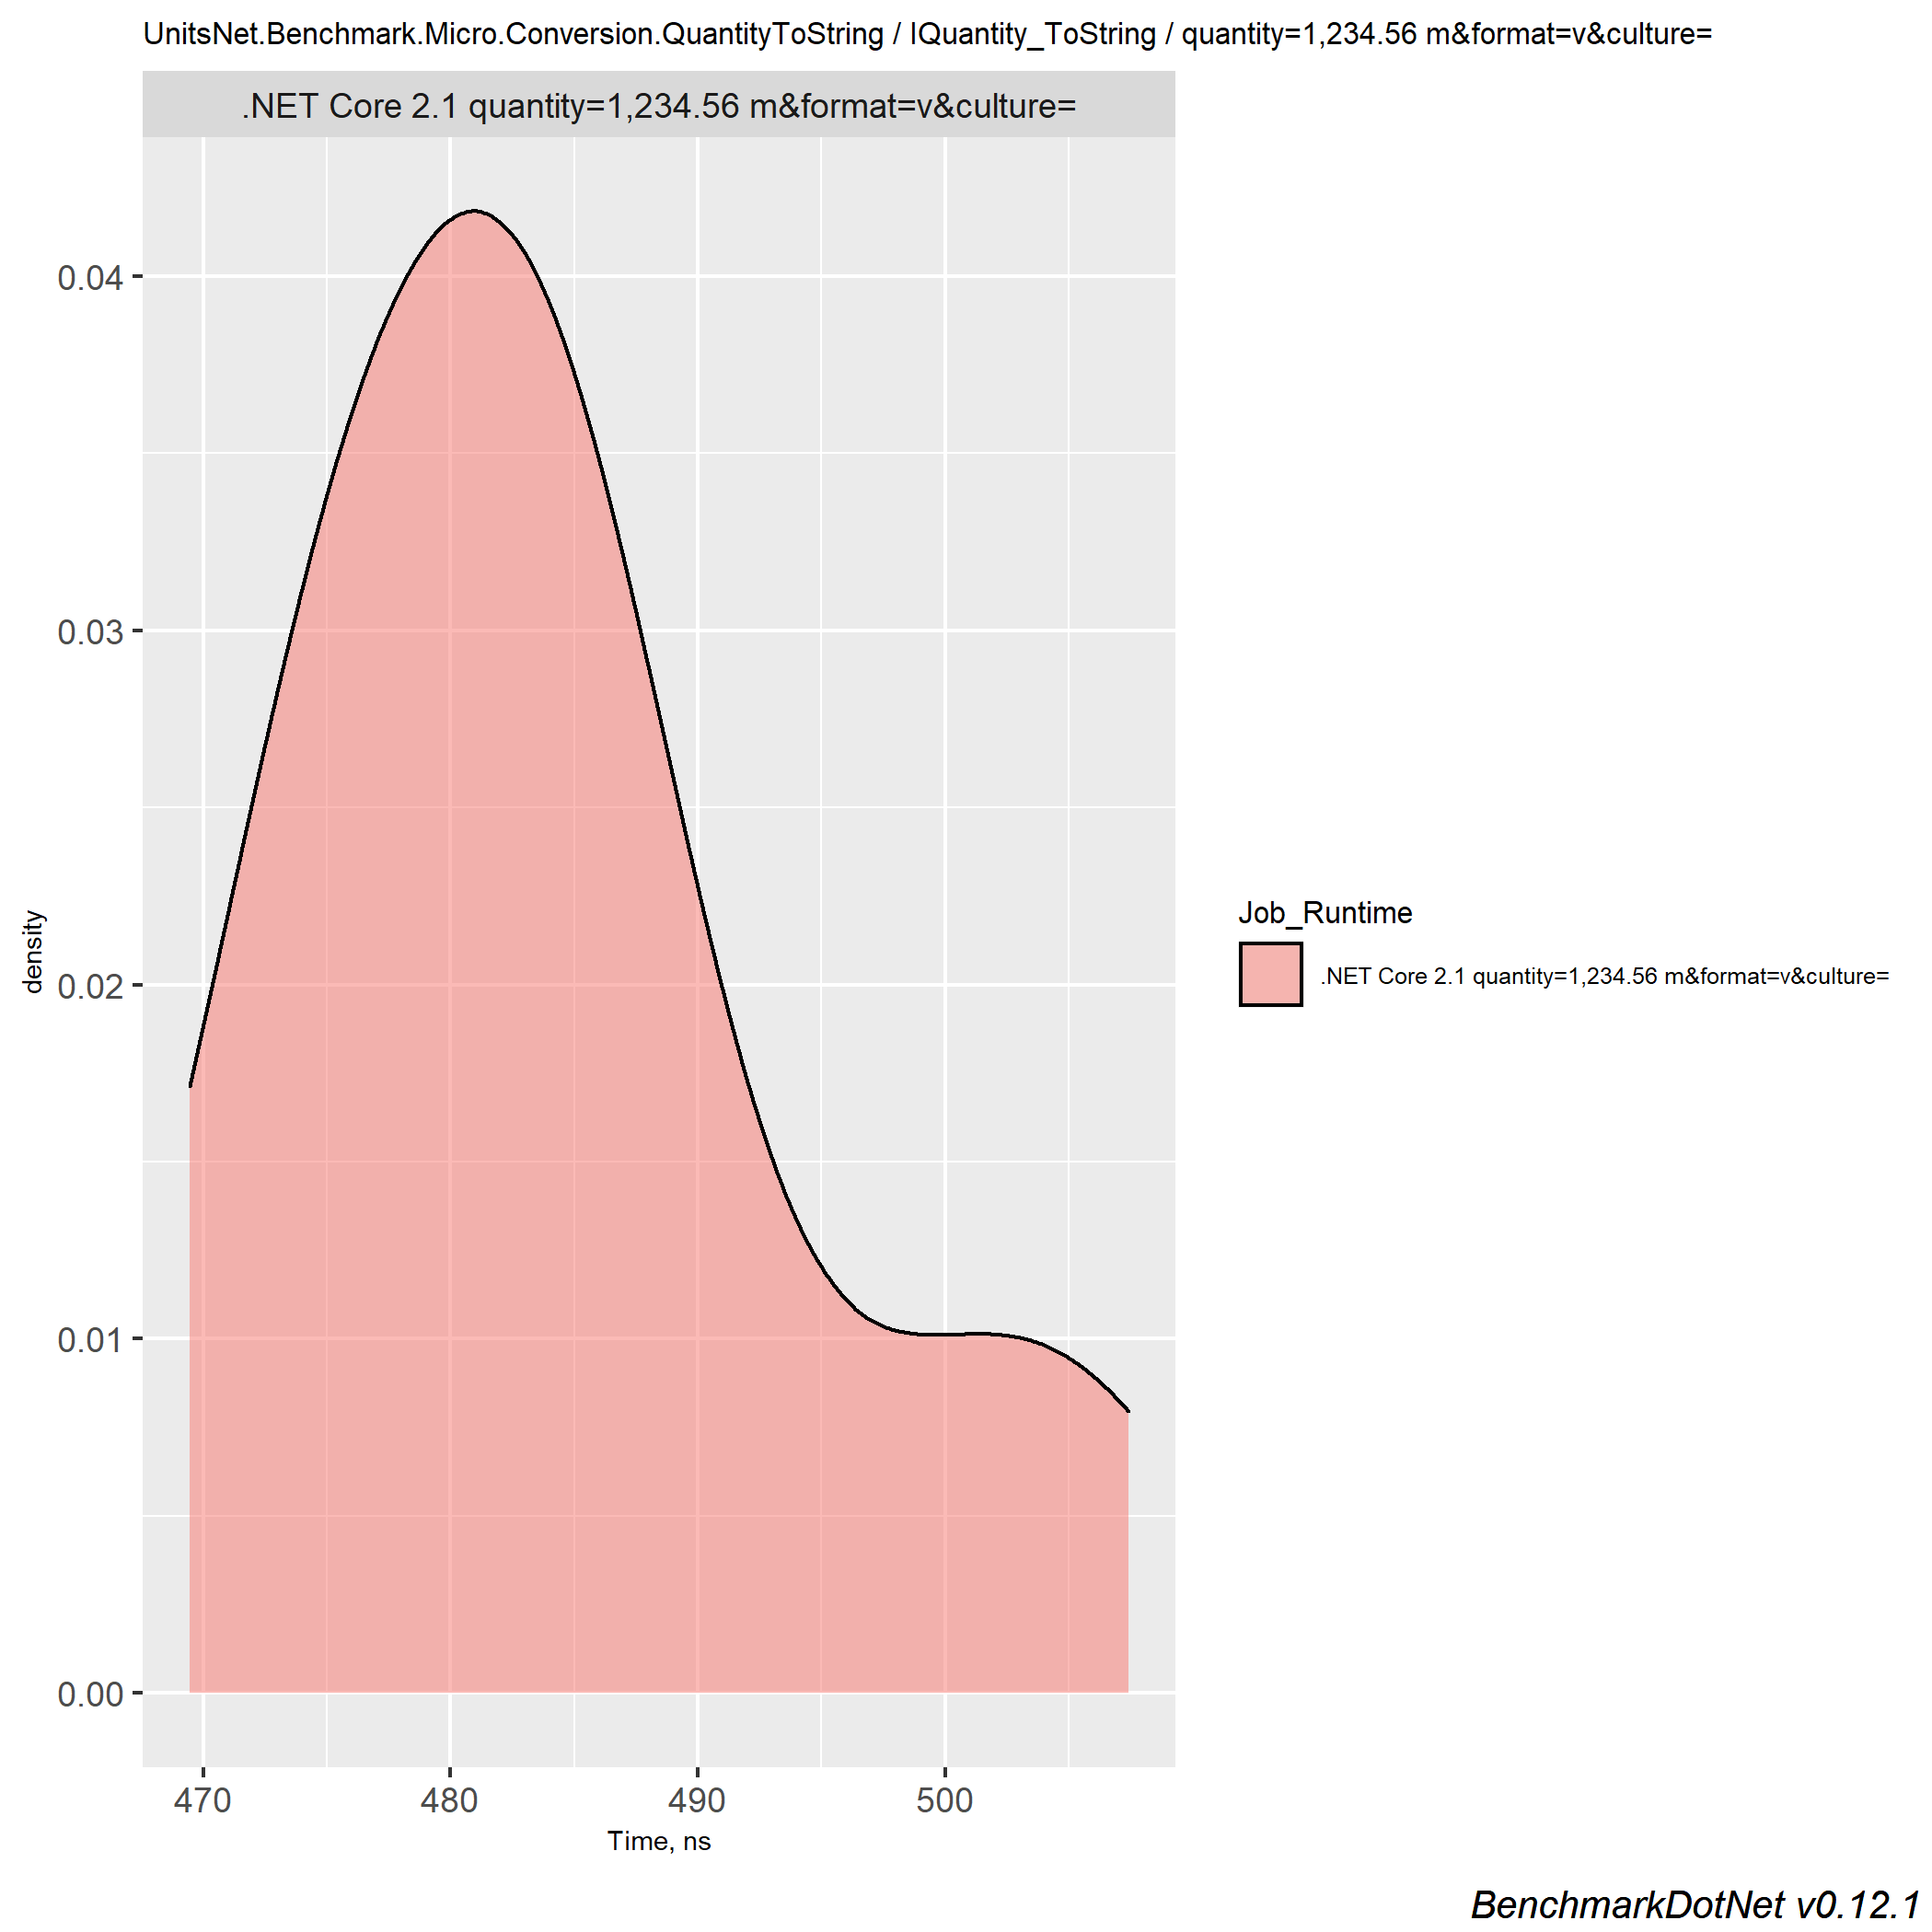 UnitsNet.Benchmark.Micro.Conversion.QuantityToString / IQuantity_ToString / quantity=1,234.56 m&format=v&culture=
.NET Core 2.1 quantity=1,234.56 m&format=v&culture=
0.04
0.03
0.02
0.01
0.00
density
470 480 490 500
Time, ns
Job_Runtime
.NET Core 2.1 quantity=1,234.56 m&format=v&culture=
BenchmarkDotNet v0.12.1